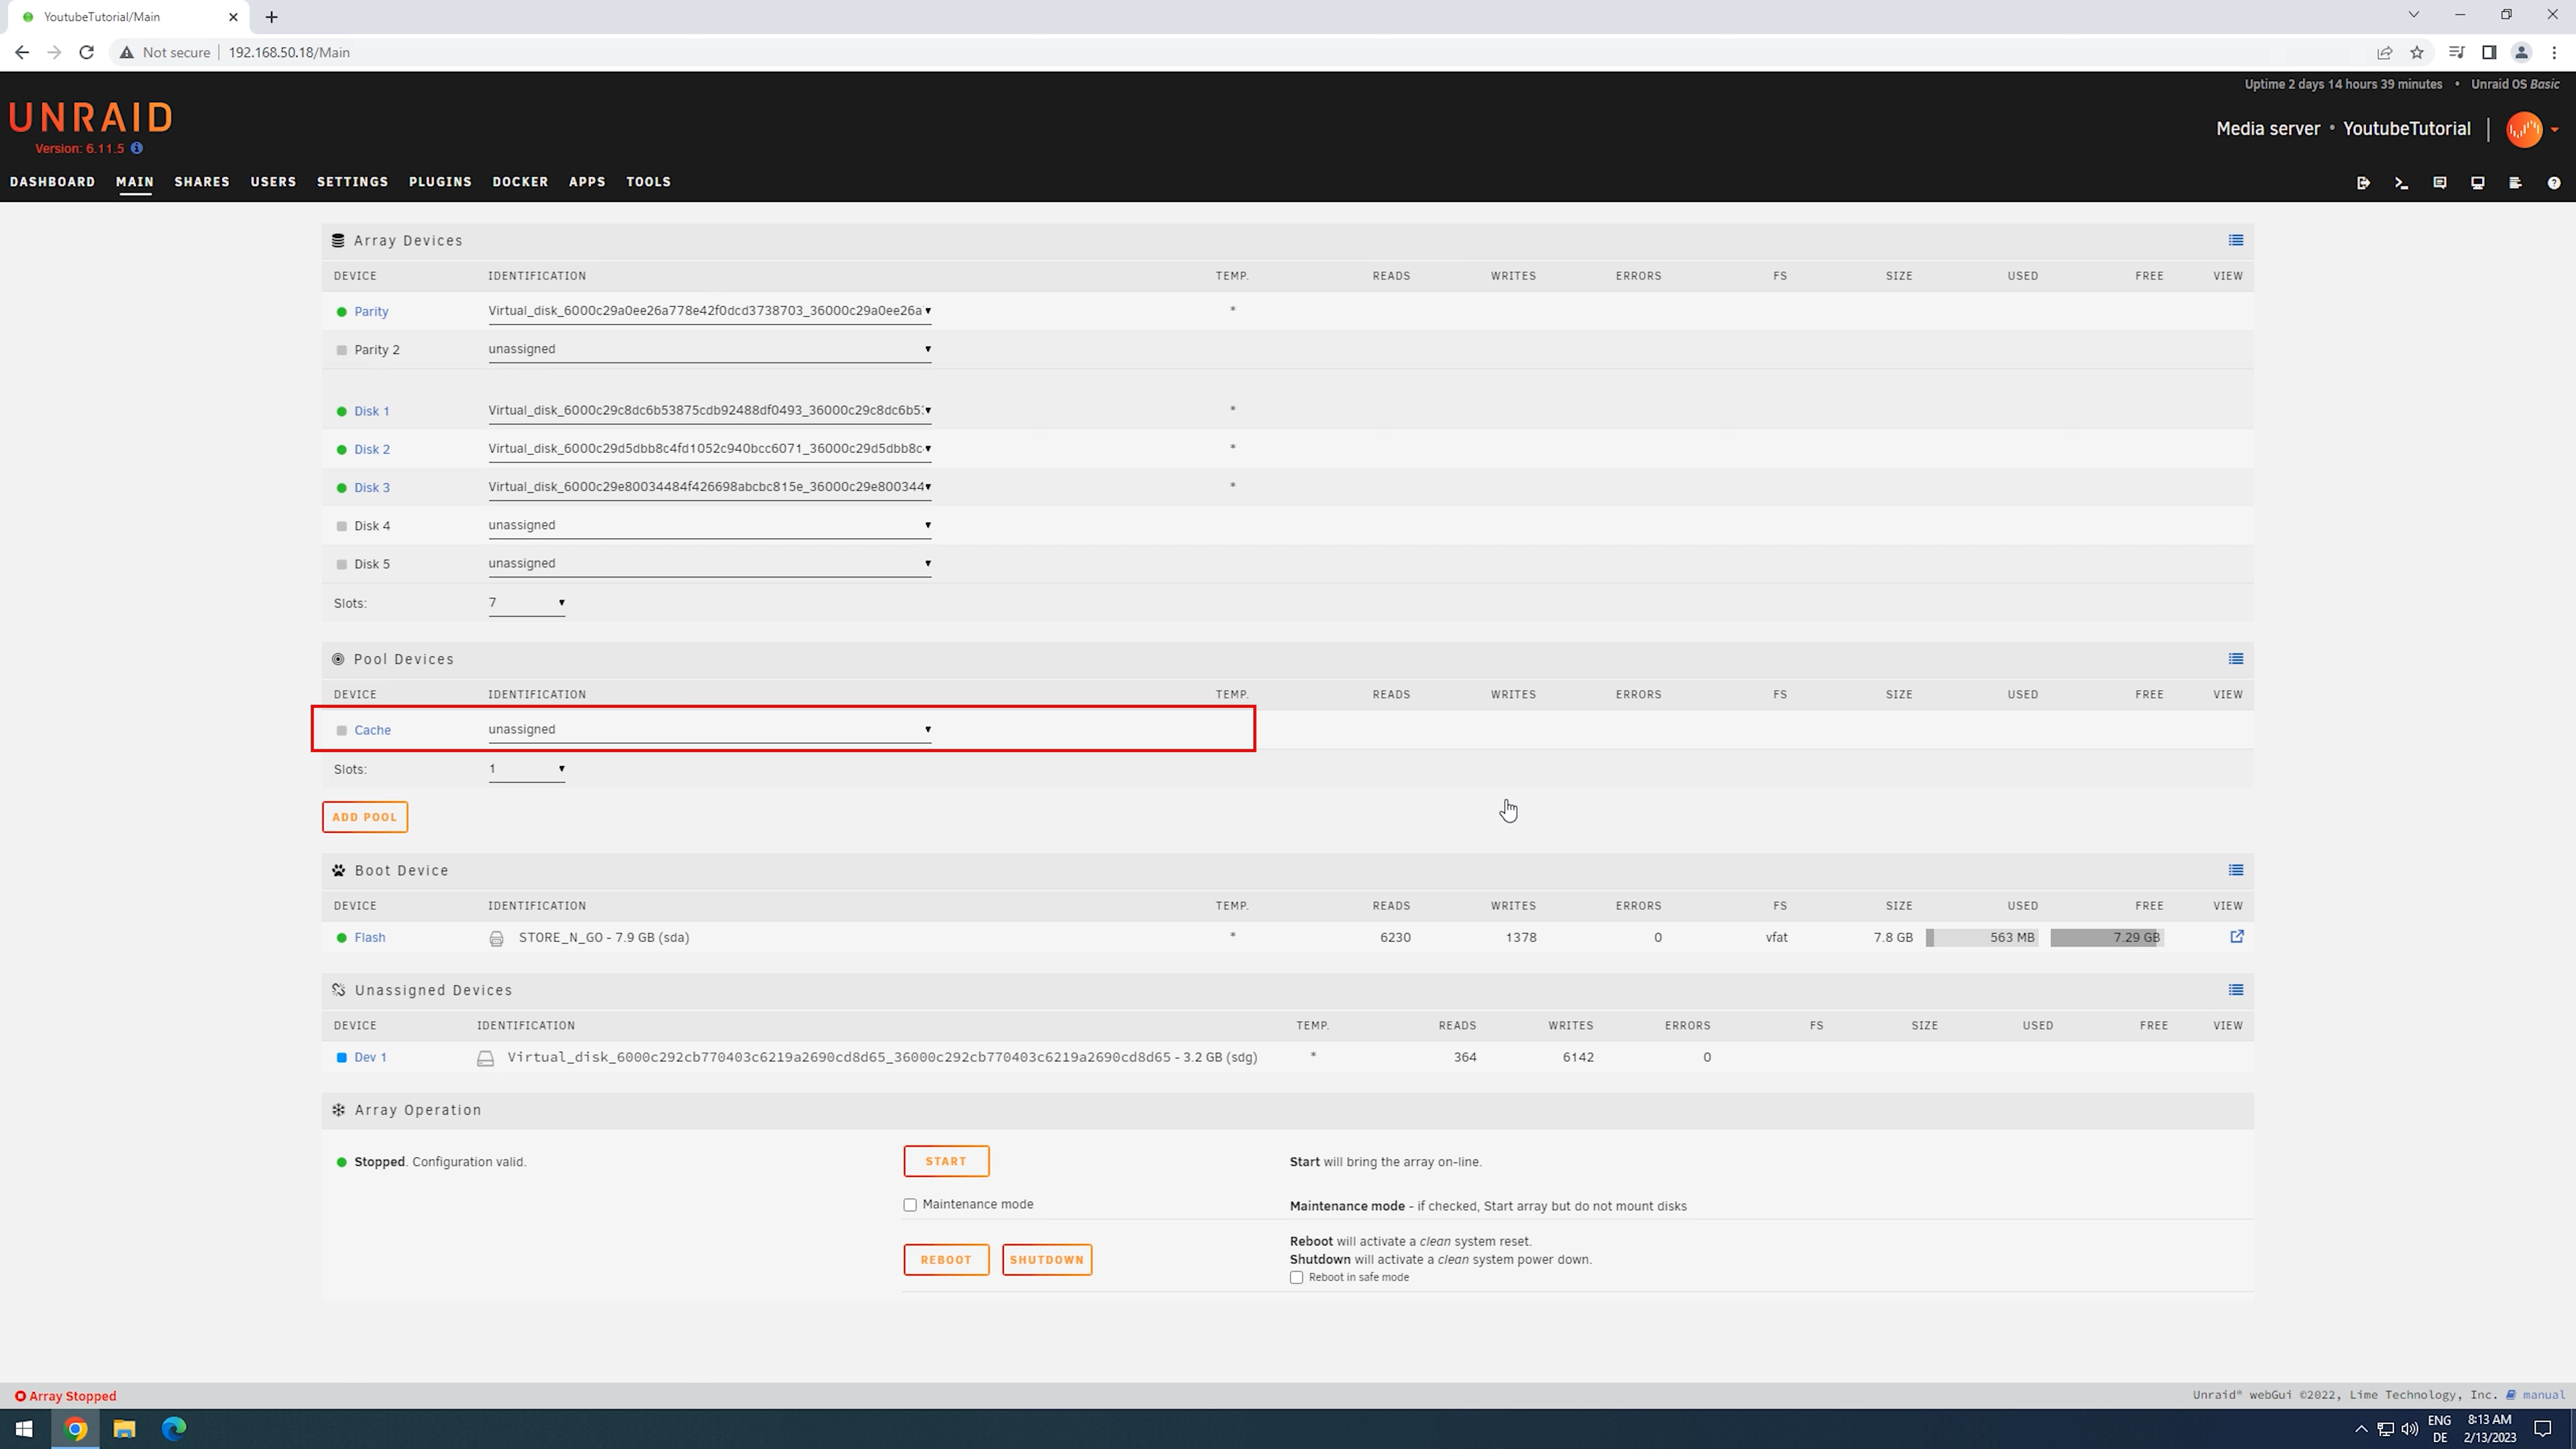 YoutubeTutorial/Main
Not secure 192.168.50.18/Main
Uptime 2 days 14 hours 39 minutes • Unraid OS Basic
UNRAID
Version: 6.11.5
Media server • YoutubeTutorial
DASHBOARD MAIN SHARES USERS SETTINGS PLUGINS DOCKER APPS TOOLS
Array Devices
DEVICE IDENTIFICATION TEMP. READS WRITES ERRORS FS SIZE USED FREE VIEW
Parity Virtual_disk_6000c29a0ee26a778e42f0dcd3738703_36000c29a0ee26a *
Parity 2 unassigned
Disk 1 Virtual_disk_6000c29c8dc6b53875cdb92488df0493_36000c29c8dc6b5 *
Disk 2 Virtual_disk_6000c29d5dbb8c4fd1052c940bcc6071_36000c29d5dbb8c *
Disk 3 Virtual_disk_6000c29e80034484f426698abcbc815e_36000c29e800344 *
Disk 4 unassigned
Disk 5 unassigned
Slots: 7
Pool Devices
DEVICE IDENTIFICATION TEMP. READS WRITES ERRORS FS SIZE USED FREE VIEW
Cache unassigned
Slots: 1
ADD POOL
Boot Device
DEVICE IDENTIFICATION TEMP. READS WRITES ERRORS FS SIZE USED FREE VIEW
Flash STORE_N_GO - 7.9 GB (sda) * 6230 1378 0 vfat 7.8 GB 563 MB 7.29 GB
Unassigned Devices
DEVICE IDENTIFICATION TEMP. READS WRITES ERRORS FS SIZE USED FREE VIEW
Dev 1 Virtual_disk_6000c292cb770403c6219a2690cd8d65_36000c292cb770403c6219a2690cd8d65 - 3.2 GB (sdg) * 364 6142 0
Array Operation
Stopped. Configuration valid. START Start will bring the array on-line.
Maintenance mode Maintenance mode - if checked, Start array but do not mount disks
REBOOT SHUTDOWN Reboot will activate a clean system reset.
Shutdown will activate a clean system power down.
Reboot in safe mode
Array Stopped
Unraid® webGui ©2022, Lime Technology, Inc. manual
ENG 8:13 AM
DE 2/13/2023